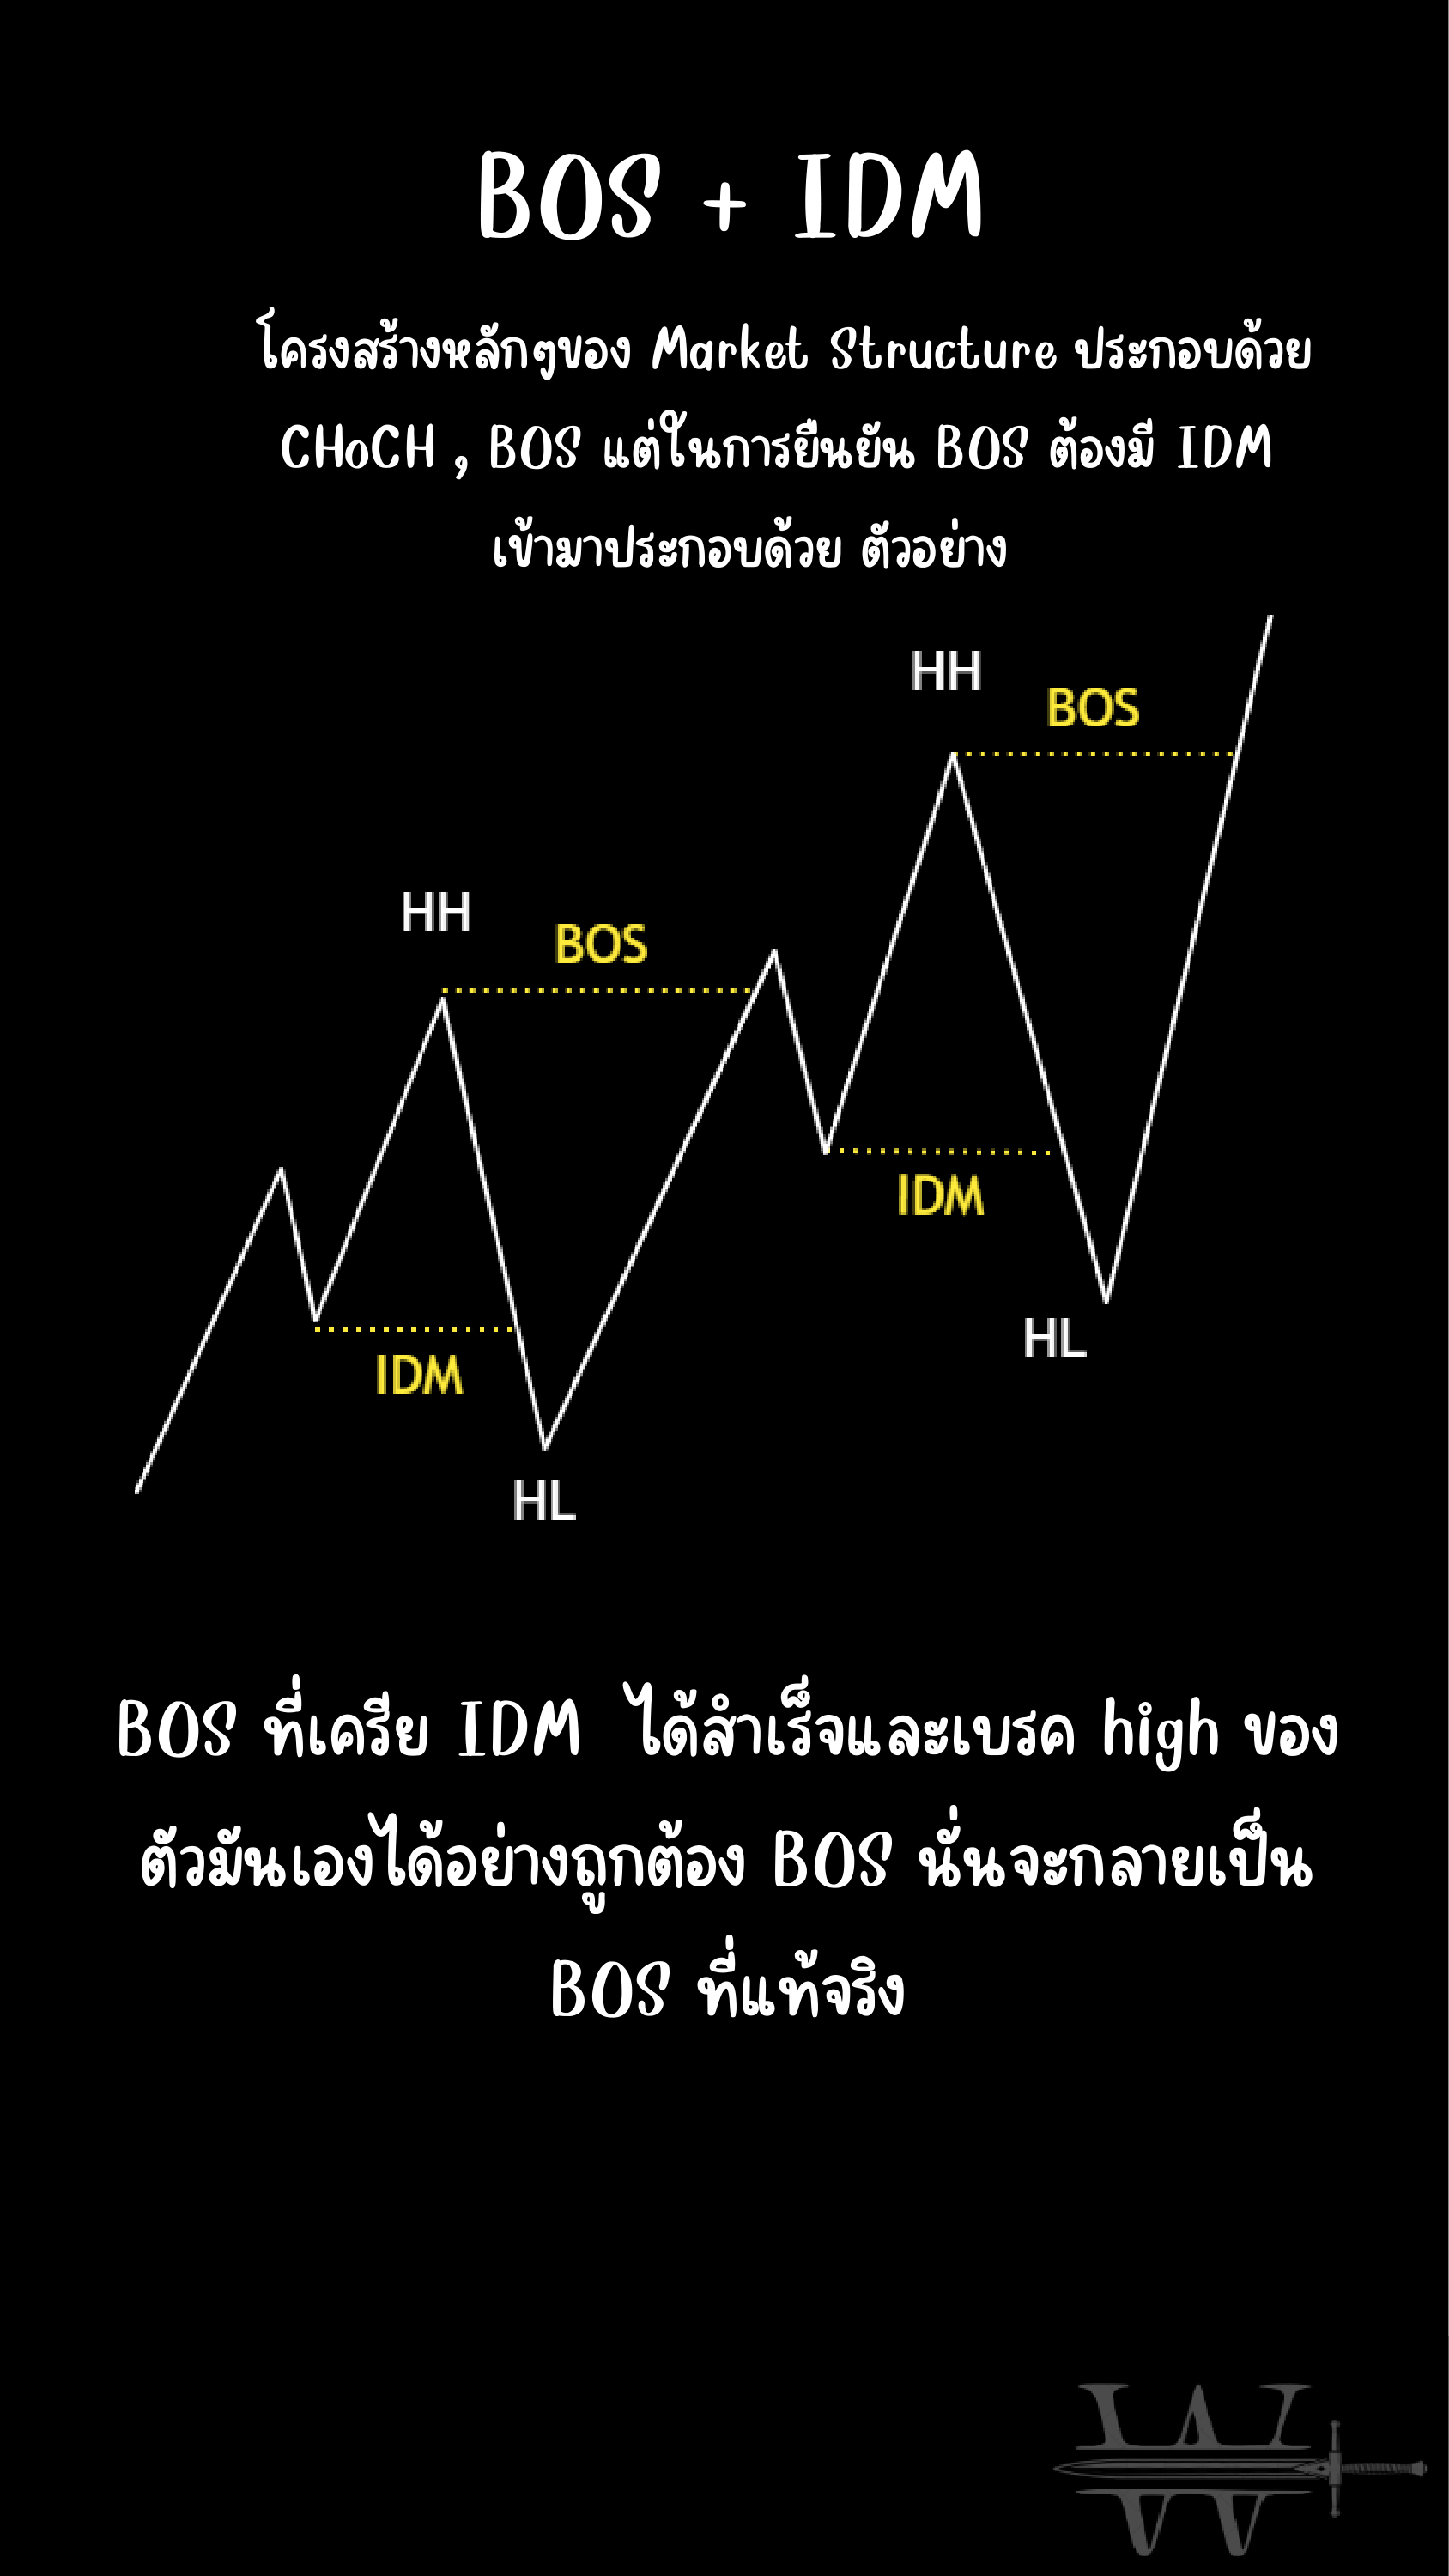 BOS + IDM
โครงสร้างหลักๆของ Market Structure ประกอบด้วย
CHoCH , BOS แต่ในการยืนยัน BOS ต้องมี IDM
เข้ามาประกอบด้วย ตัวอย่าง
HH
BOS
HH
BOS
IDM
IDM
HL
HL
BOS ที่เครีย IDM ได้สำเร็จและเบรค high ของ
ตัวมันเองได้อย่างถูกต้อง BOS นั่นจะกลายเป็น
BOS ที่แท้จริง
W